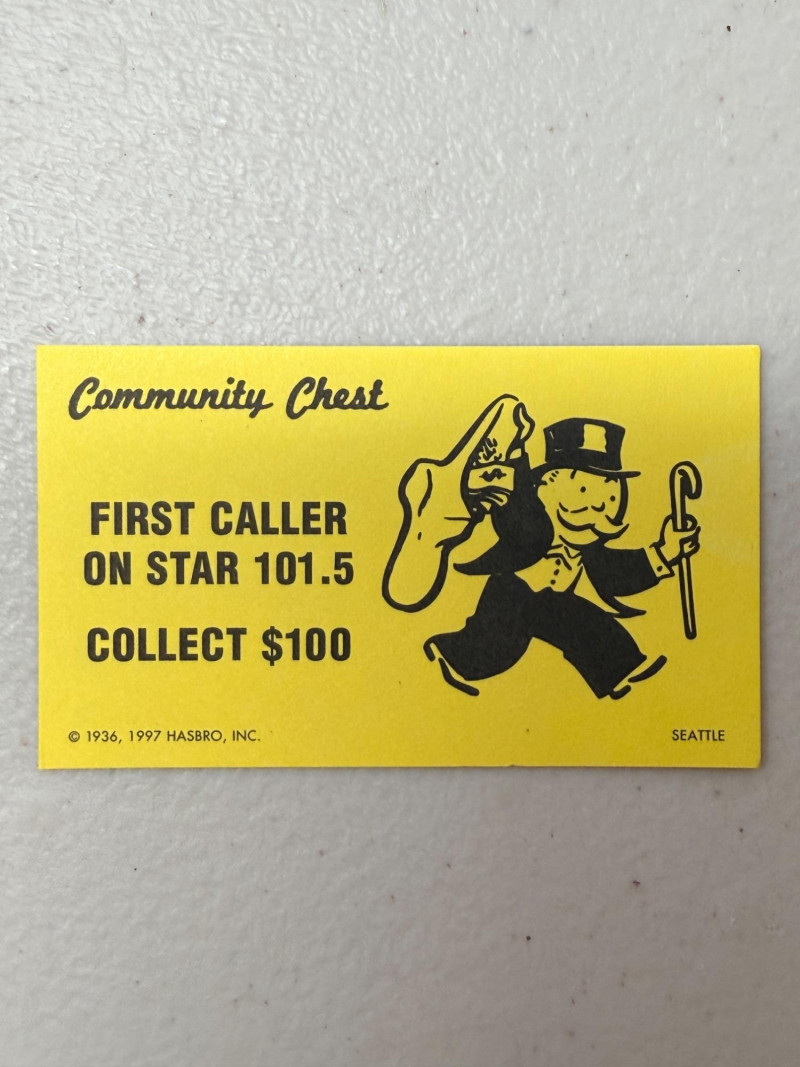 Community Chest
FIRST CALLER
ON STAR 101.5
COLLECT $100
© 1936, 1997 HASBRO, INC.
SEATTLE